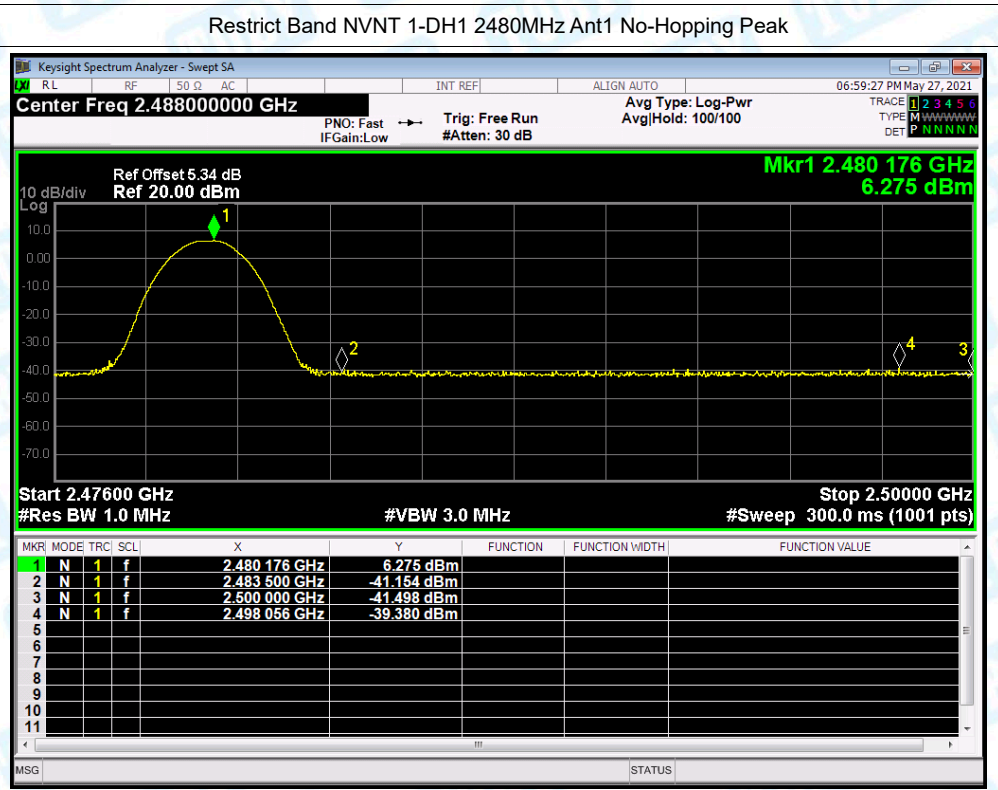 Restrict Band NVNT 1-DH1 2480MHz Ant1 No-Hopping Peak
Keysight Spectrum Analyzer - Swept SA
LXI RL RF 50 Ω AC INT REF ALIGN AUTO 06:59:27 PM May 27, 2021
Center Freq 2.488000000 GHz Avg Type: Log-Pwr TRACE 1 2 3 4 5 6
PNO: Fast Trig: Free Run Avg|Hold: 100/100 TYPE M WWWWW
IFGain:Low #Atten: 30 dB DET P N N N N N
Mkr1 2.480 176 GHz
Ref Offset 5.34 dB
10 dB/div Ref 20.00 dBm 6.275 dBm
Log
1
10.0
0.00
-10.0
-20.0
-30.0
2 4 3
-40.0
-50.0
-60.0
-70.0
Start 2.47600 GHz Stop 2.50000 GHz
#Res BW 1.0 MHz #VBW 3.0 MHz #Sweep 300.0 ms (1001 pts)
MKR MODE TRC SCL X Y FUNCTION FUNCTION WIDTH FUNCTION VALUE
1 N 1 f 2.480 176 GHz 6.275 dBm
2 N 1 f 2.483 500 GHz -41.154 dBm
3 N 1 f 2.500 000 GHz -41.498 dBm
4 N 1 f 2.498 056 GHz -39.380 dBm
5
6
7
8
9
10
11
MSG STATUS